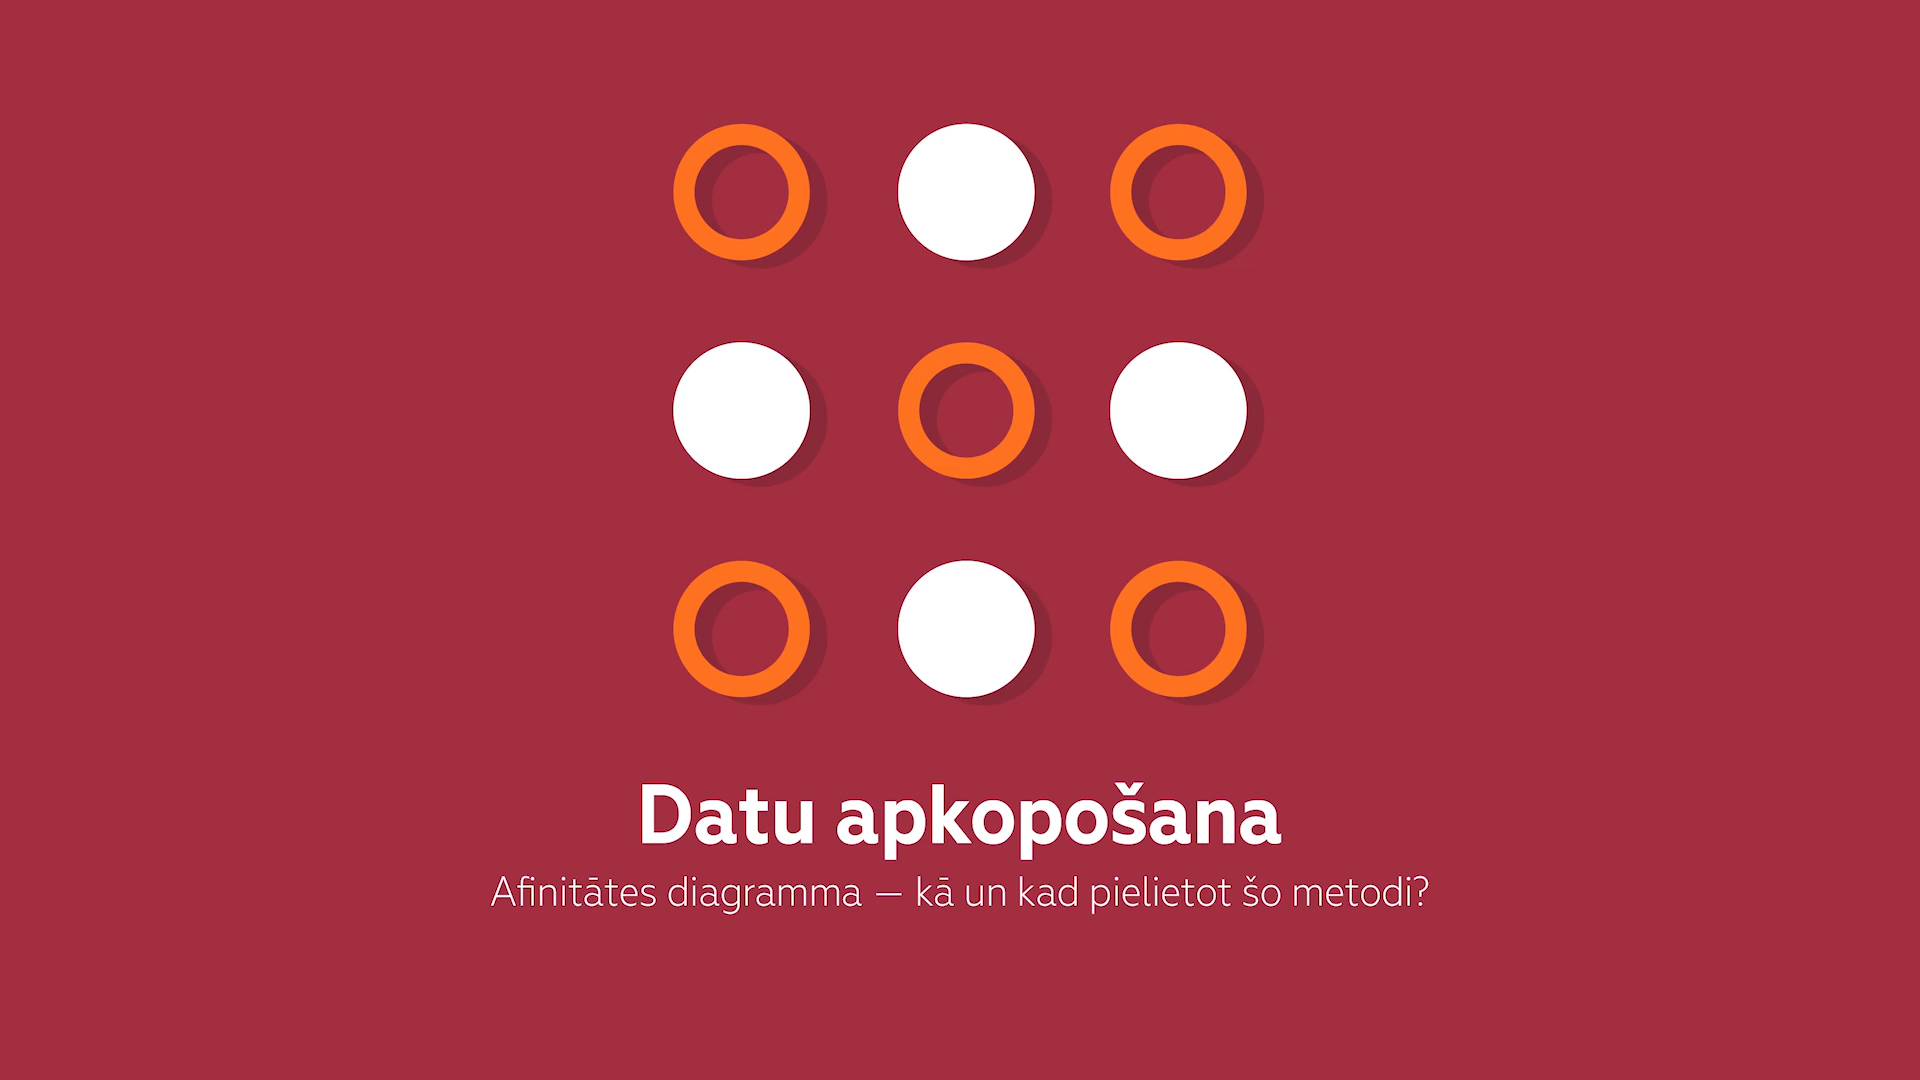 Datu apkopošana
Afinitātes diagramma — kā un kad pielietot šo metodi?